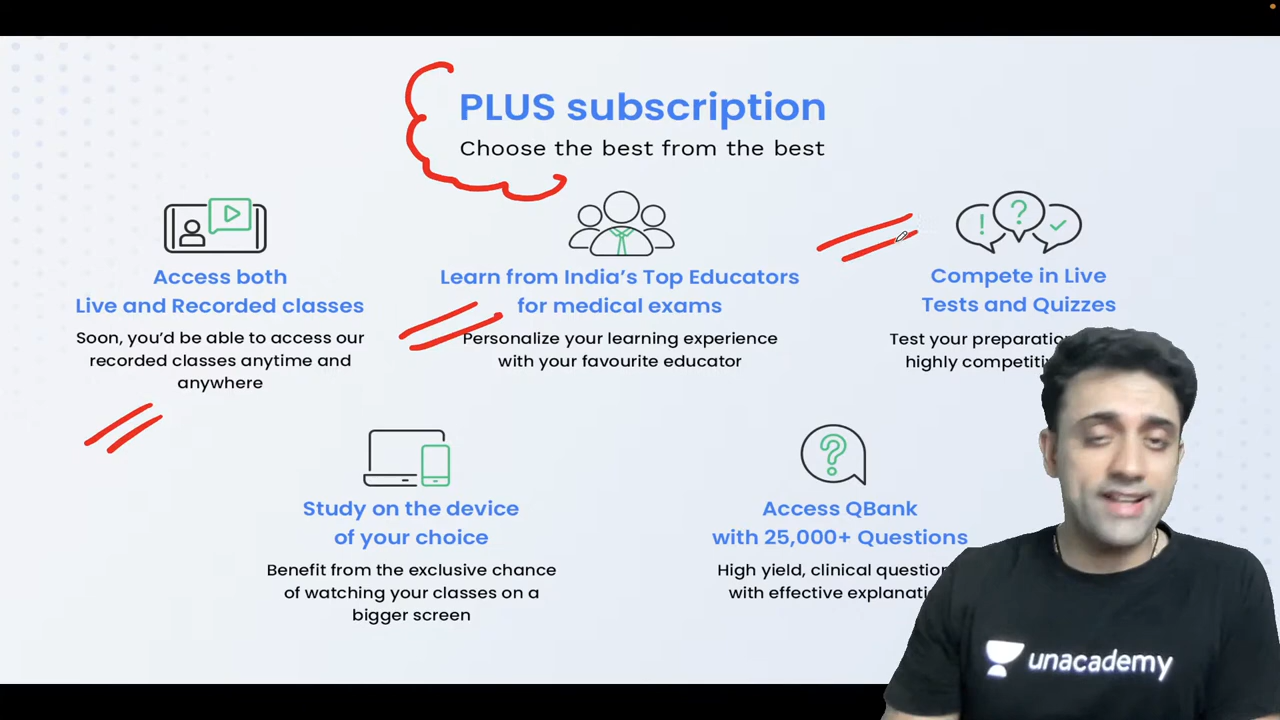 PLUS subscription
Choose the best from the best
Access both
Live and Recorded classes
Soon, you'd be able to access our
recorded classes anytime and
anywhere
Learn from India's Top Educators
for medical exams
Personalize your learning experience
with your favourite educator
Compete in Live
Tests and Quizzes
Test your preparation
highly
Study on the device
of your choice
Benefit from the exclusive chance
of watching your classes on a
bigger screen
Access QBank
with 25,000+ Questions
High yield, clinical
with effective
unacademy